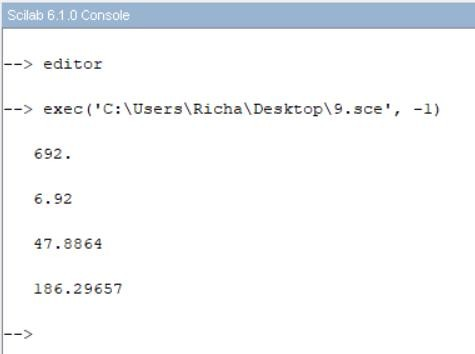 Scilab 6.1.0 Console
--> editor
--> exec('C:\Users\Richa\Desktop\9.sce', -1)
692.
6.92
47.8864
186.29657
-->